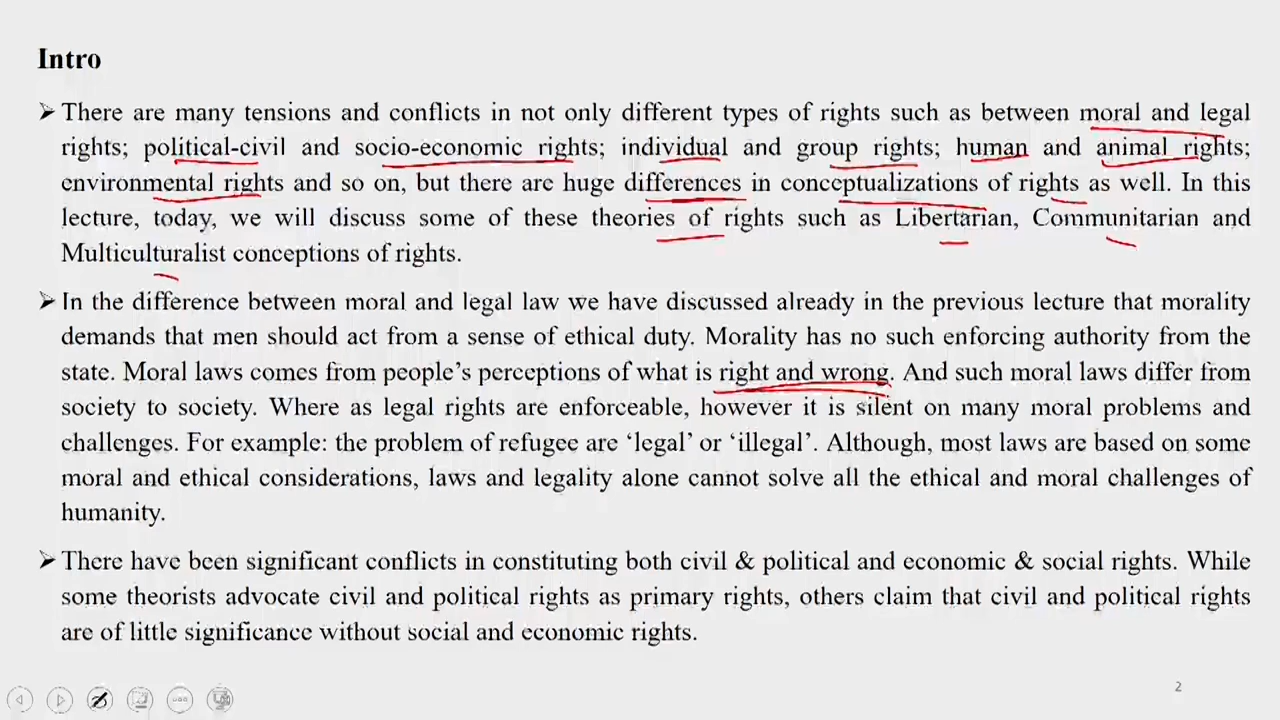 Intro
➢ There are many tensions and conflicts in not only different types of rights such as between moral and legal
rights; political-civil and socio-economic rights; individual and group rights; human and animal rights;
environmental rights and so on, but there are huge differences in conceptualizations of rights as well. In this
lecture, today, we will discuss some of these theories of rights such as Libertarian, Communitarian and
Multiculturalist conceptions of rights.
➢ In the difference between moral and legal law we have discussed already in the previous lecture that morality
demands that men should act from a sense of ethical duty. Morality has no such enforcing authority from the
state. Moral laws comes from people’s perceptions of what is right and wrong. And such moral laws differ from
society to society. Where as legal rights are enforceable, however it is silent on many moral problems and
challenges. For example: the problem of refugee are ‘legal’ or ‘illegal’. Although, most laws are based on some
moral and ethical considerations, laws and legality alone cannot solve all the ethical and moral challenges of
humanity.
➢ There have been significant conflicts in constituting both civil & political and economic & social rights. While
some theorists advocate civil and political rights as primary rights, others claim that civil and political rights
are of little significance without social and economic rights.
2